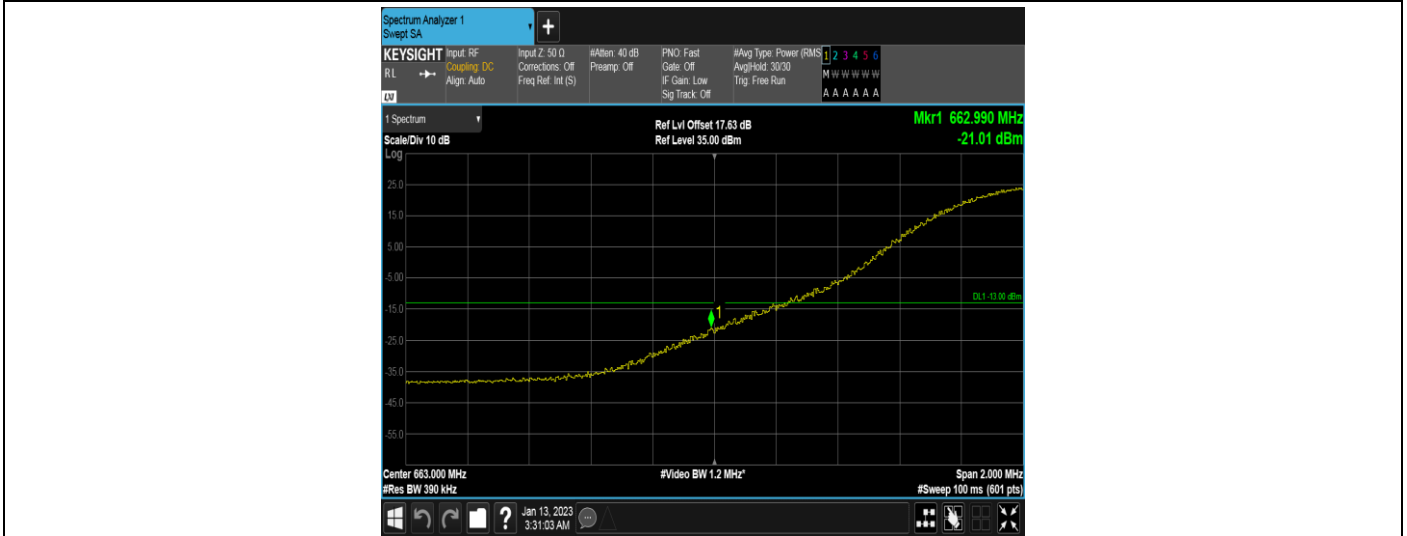 Spectrum Analyzer 1
Swept SA
+
KEYSIGHT
RL
LXI
Input: RF
Coupling: DC
Align: Auto
Input Z: 50 Ω
Corrections: Off
Freq Ref: Int (S)
#Atten: 40 dB
Preamp: Off
PNO: Fast
Gate: Off
IF Gain: Low
Sig Track: Off
#Avg Type: Power (RMS
Avg|Hold: 30/30
Trig: Free Run
1 2 3 4 5 6
M W W W W W
A A A A A A
1 Spectrum
Scale/Div 10 dB
Log
Ref Lvl Offset 17.63 dB
Ref Level 35.00 dBm
Mkr1 662.990 MHz
-21.01 dBm
25.0
15.0
5.00
-5.00
DL1 -13.00 dBm
-15.0
1
-25.0
-35.0
-45.0
-55.0
Center 663.000 MHz
#Video BW 1.2 MHz*
Span 2.000 MHz
#Res BW 390 kHz
#Sweep 100 ms (601 pts)
?
Jan 13, 2023
3:31:03 AM